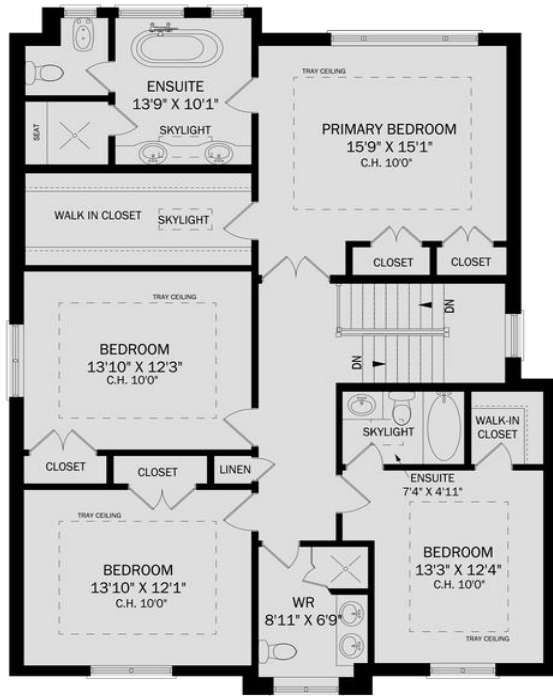 ENSUITE
13'9" X 10'1"
SKYLIGHT
SEAT
TRAY CEILING
PRIMARY BEDROOM
15'9" X 15'1"
C.H. 10'0"
WALK IN CLOSET
SKYLIGHT
CLOSET
CLOSET
TRAY CEILING
BEDROOM
13'10" X 12'3"
C.H. 10'0"
DN
DN
CLOSET
CLOSET
LINEN
SKYLIGHT
WALK-IN
CLOSET
ENSUITE
7'4" X 4'11"
TRAY CEILING
BEDROOM
13'10" X 12'1"
C.H. 10'0"
WR
8'11" X 6'9"
BEDROOM
13'3" X 12'4"
C.H. 10'0"
TRAY CEILING